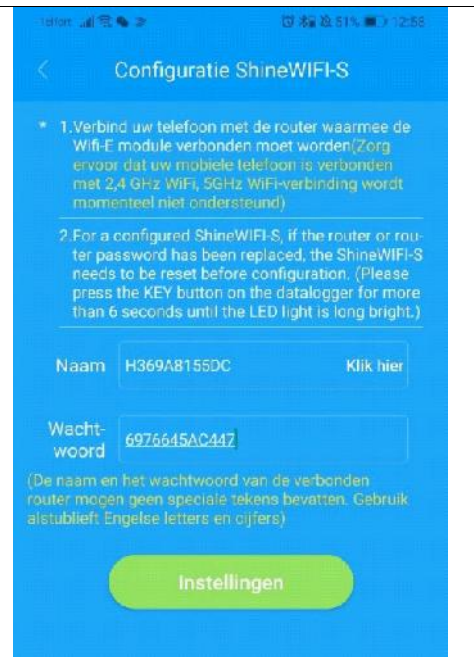 Telfort 51% 12:58
Configuratie ShineWIFI-S
* 1.Verbind uw telefoon met de router waarmee de
Wifi-E module verbonden moet worden(Zorg
ervoor dat uw mobiele telefoon is verbonden
met 2,4 GHz WiFi, 5GHz WiFi-verbinding wordt
momenteel niet ondersteund)
2.For a configured ShineWIFI-S, if the router or rou-
ter password has been replaced, the ShineWIFI-S
needs to be reset before configuration. (Please
press the KEY button on the datalogger for more
than 6 seconds until the LED light is long bright.)
Naam H369A8155DC Klik hier
Wacht-
woord 6976645AC447
(De naam en het wachtwoord van de verbonden
router mogen geen speciale tekens bevatten. Gebruik
alstublieft Engelse letters en cijfers)
Instellingen